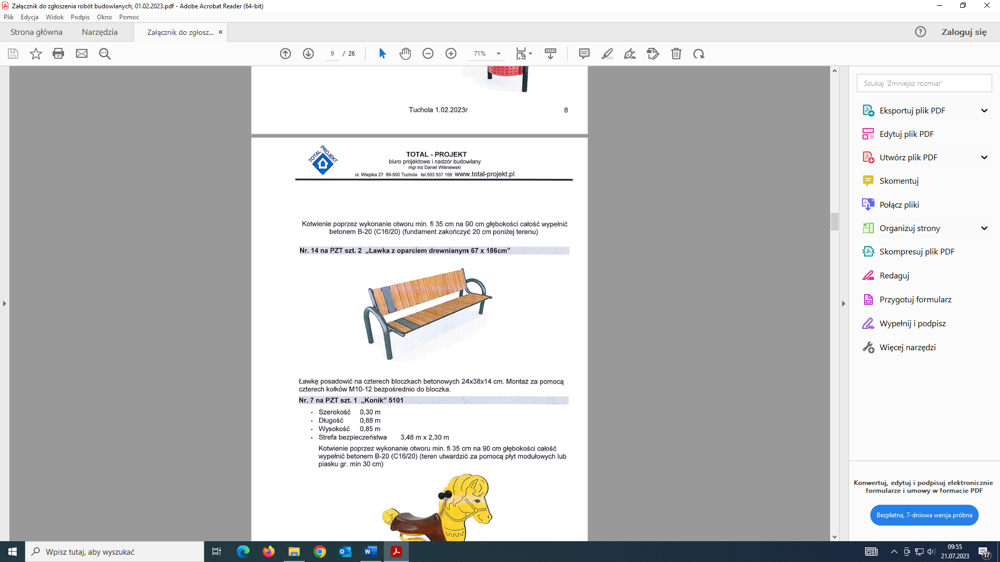 Załącznik do zgłoszenia robót budowlanych, 01.02.2023.pdf - Adobe Acrobat Reader (64-bit)
Plik Edycja Widok Podpis Okno Pomoc
Strona główna Narzędzia Załącznik do zgłosz... Zaloguj się
9 / 26 71%
Szukaj 'Zmniejsz rozmiar'
Eksportuj plik PDF
Edytuj plik PDF
Utwórz plik PDF
Skomentuj
Połącz pliki
Organizuj strony
Skompresuj plik PDF
Redaguj
Przygotuj formularz
Wypełnij i podpisz
Więcej narzędzi
Konwertuj, edytuj i podpisuj elektronicznie
formularze i umowy w formacie PDF
Bezpłatna, 7-dniowa wersja próbna
Tuchola 1.02.2023r 8
TOTAL PROJEKT
TOTAL - PROJEKT
biuro projektowe i nadzór budowlany
mgr inż Daniel Wiśniewski
ul. Wiejska 27 89-500 Tuchola tel.503 537 156 www.total-projekt.pl
Kotwienie poprzez wykonanie otworu min. fi 35 cm na 90 cm głębokości całość wypełnić
betonem B-20 (C16/20) (fundament zakończyć 20 cm poniżej terenu)
Nr. 14 na PZT szt. 2 „Ławka z oparciem drewnianym 67 x 186cm”
Ławkę posadowić na czterech bloczkach betonowych 24x38x14 cm. Montaż za pomocą
czterech kołków M10-12 bezpośrednio do bloczka.
Nr. 7 na PZT szt. 1 „Konik” 5101
• Szerokość 0,30 m
• Długość 0,88 m
• Wysokość 0,85 m
• Strefa bezpieczeństwa 3,48 m x 2,30 m
Kotwienie poprzez wykonanie otworu min. fi 35 cm na 90 cm głębokości całość
wypełnić betonem B-20 (C16/20) (teren utwardzić za pomocą płyt modułowych lub
piasku gr. min 30 cm)
Wpisz tutaj, aby wyszukać
09:55
21.07.2023
17